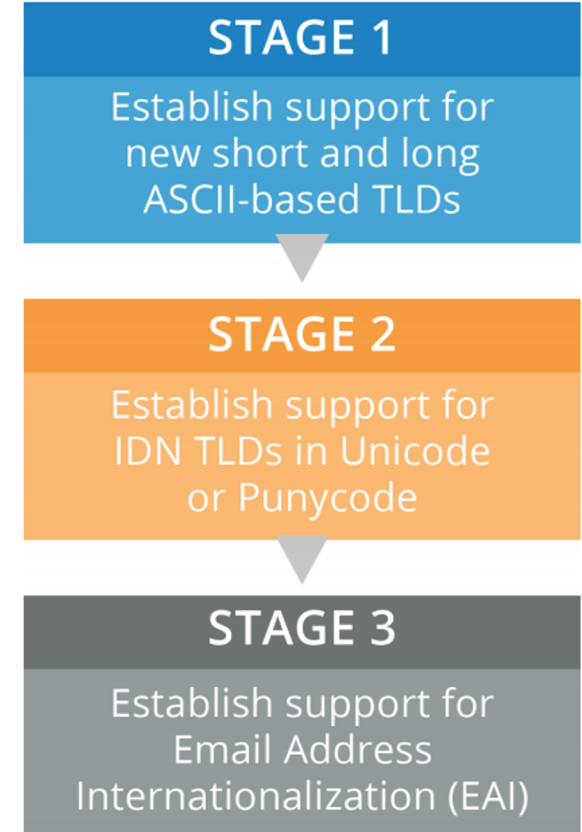 STAGE 1
Establish support for
new short and long
ASCII-based TLDs
STAGE 2
Establish support for
IDN TLDs in Unicode
or Punycode
STAGE 3
Establish support for
Email Address
Internationalization (EAI)